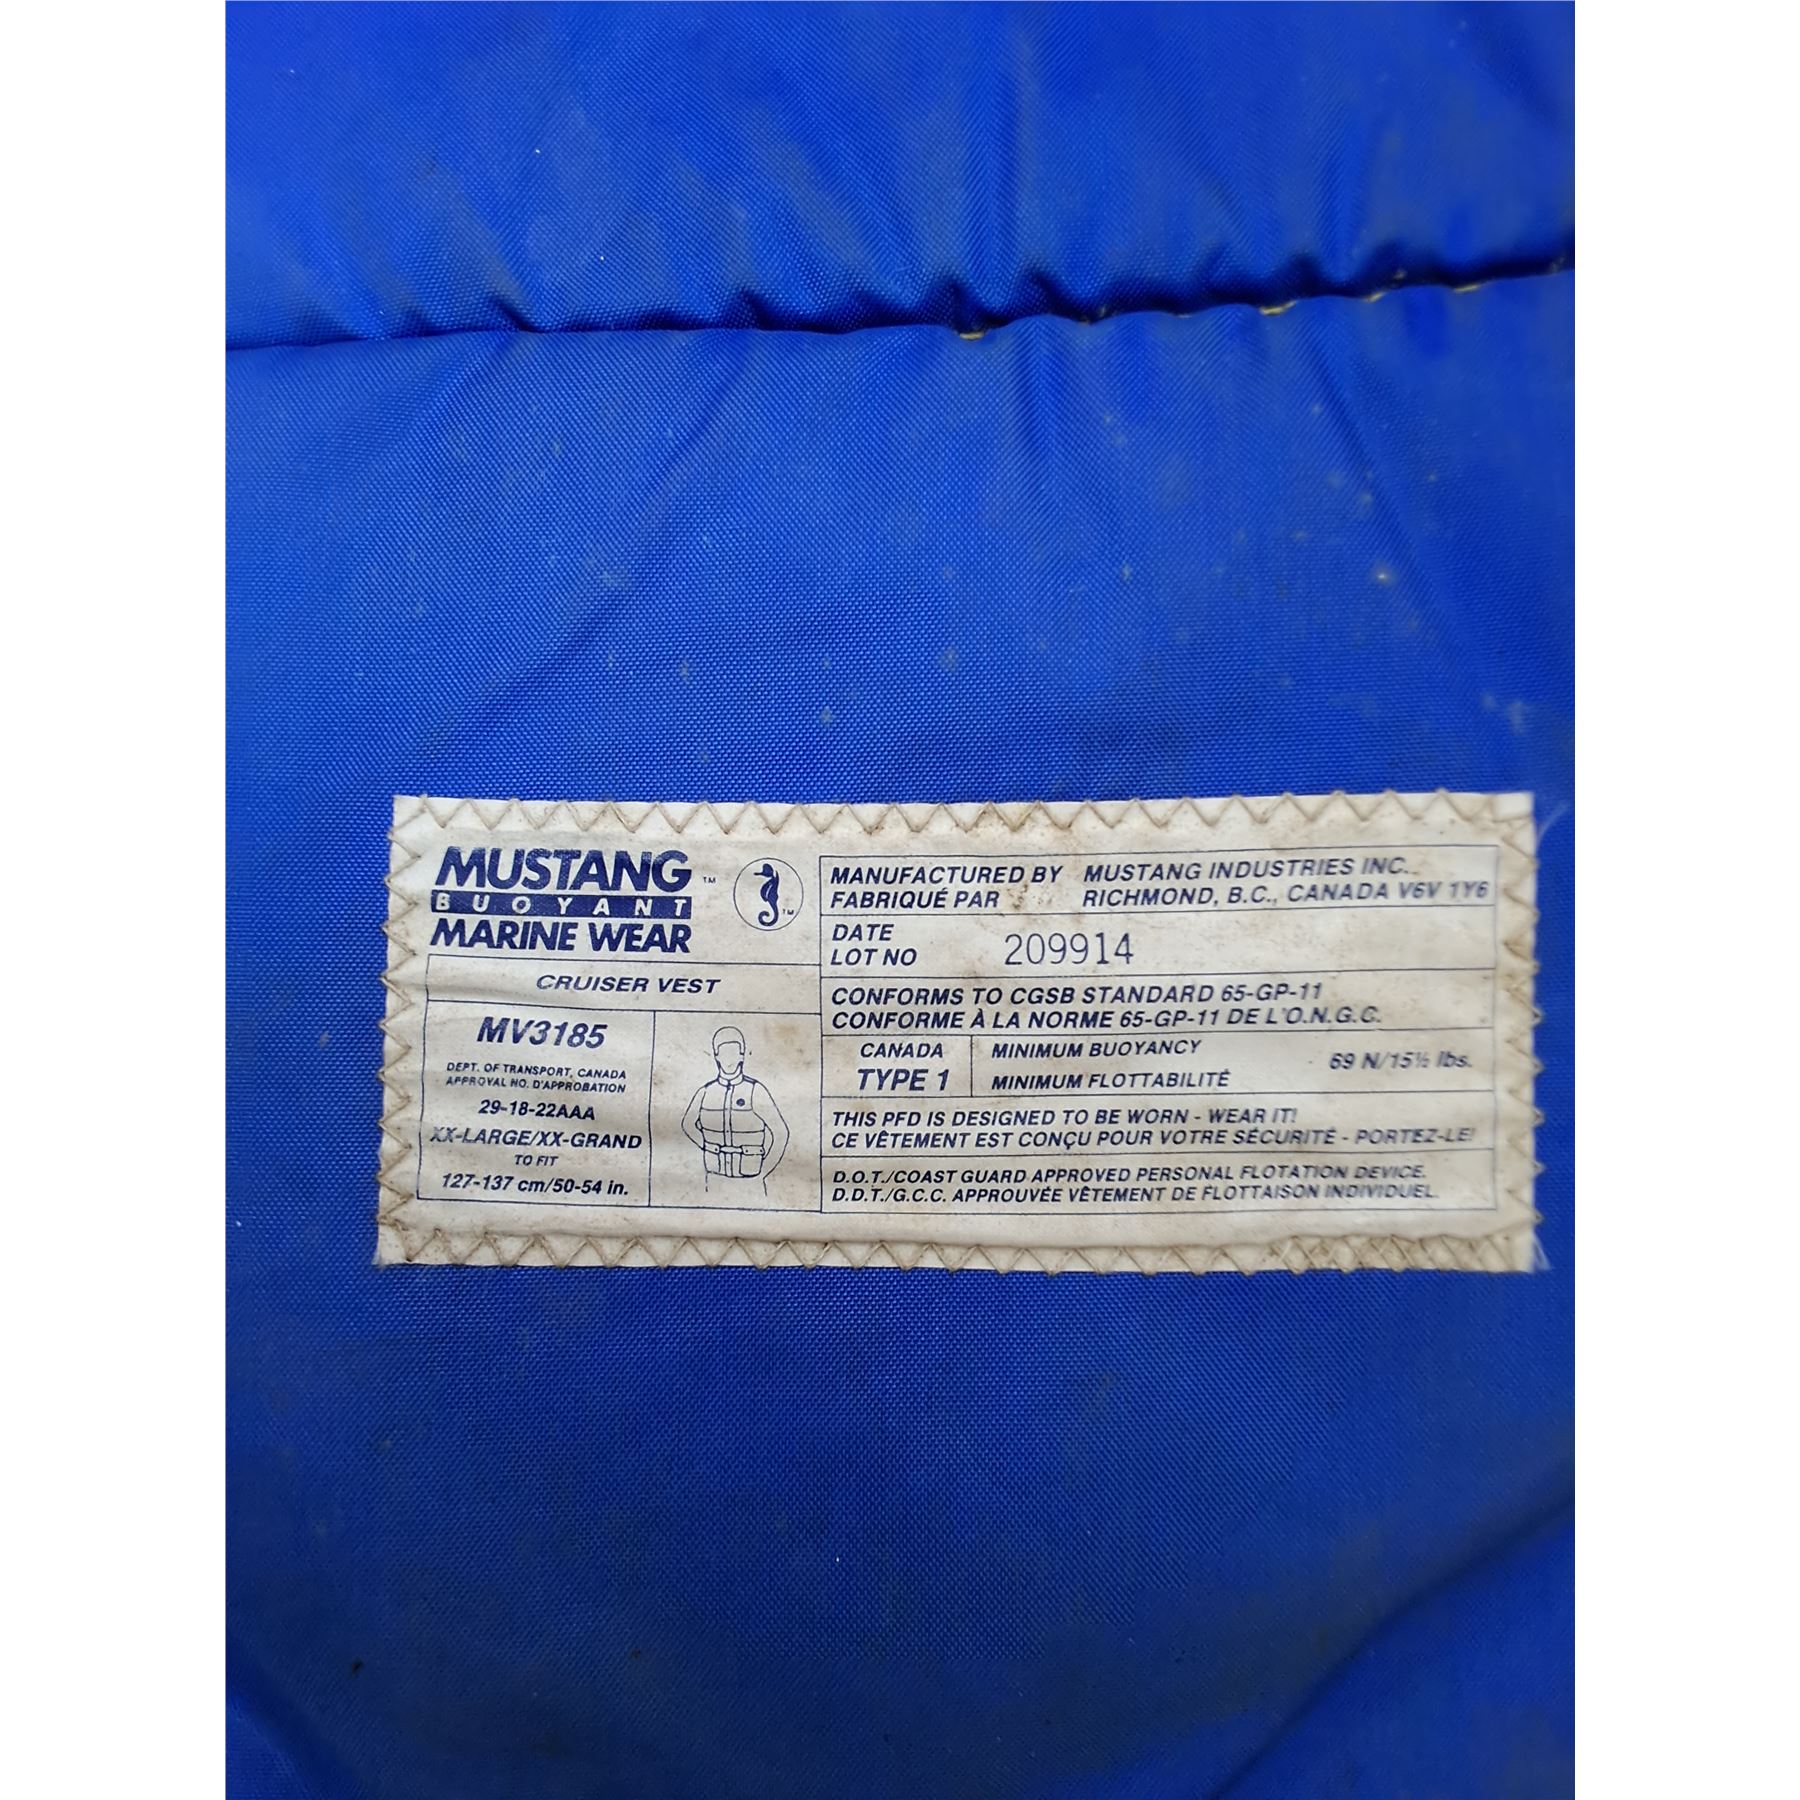 MUSTANG ™
BUOYANT
MARINE WEAR
™
CRUISER VEST
MV3185
DEPT. OF TRANSPORT, CANADA
APPROVAL NO. D'APPROBATION
29-18-22AAA
XX-LARGE/XX-GRAND
TO FIT
127-137 cm/50-54 in.
MANUFACTURED BY MUSTANG INDUSTRIES INC.
FABRIQUÉ PAR RICHMOND, B.C., CANADA V6V 1Y6
DATE
LOT NO 209914
CONFORMS TO CGSB STANDARD 65-GP-11
CONFORME À LA NORME 65-GP-11 DE L'O.N.G.C.
CANADA
TYPE 1
MINIMUM BUOYANCY
MINIMUM FLOTTABILITÉ
69 N/15½ lbs.
THIS PFD IS DESIGNED TO BE WORN - WEAR IT!
CE VÊTEMENT EST CONÇU POUR VOTRE SÉCURITÉ - PORTEZ-LE!
D.O.T./COAST GUARD APPROVED PERSONAL FLOTATION DEVICE.
D.D.T./G.C.C. APPROUVÉE VÊTEMENT DE FLOTTAISON INDIVIDUEL.